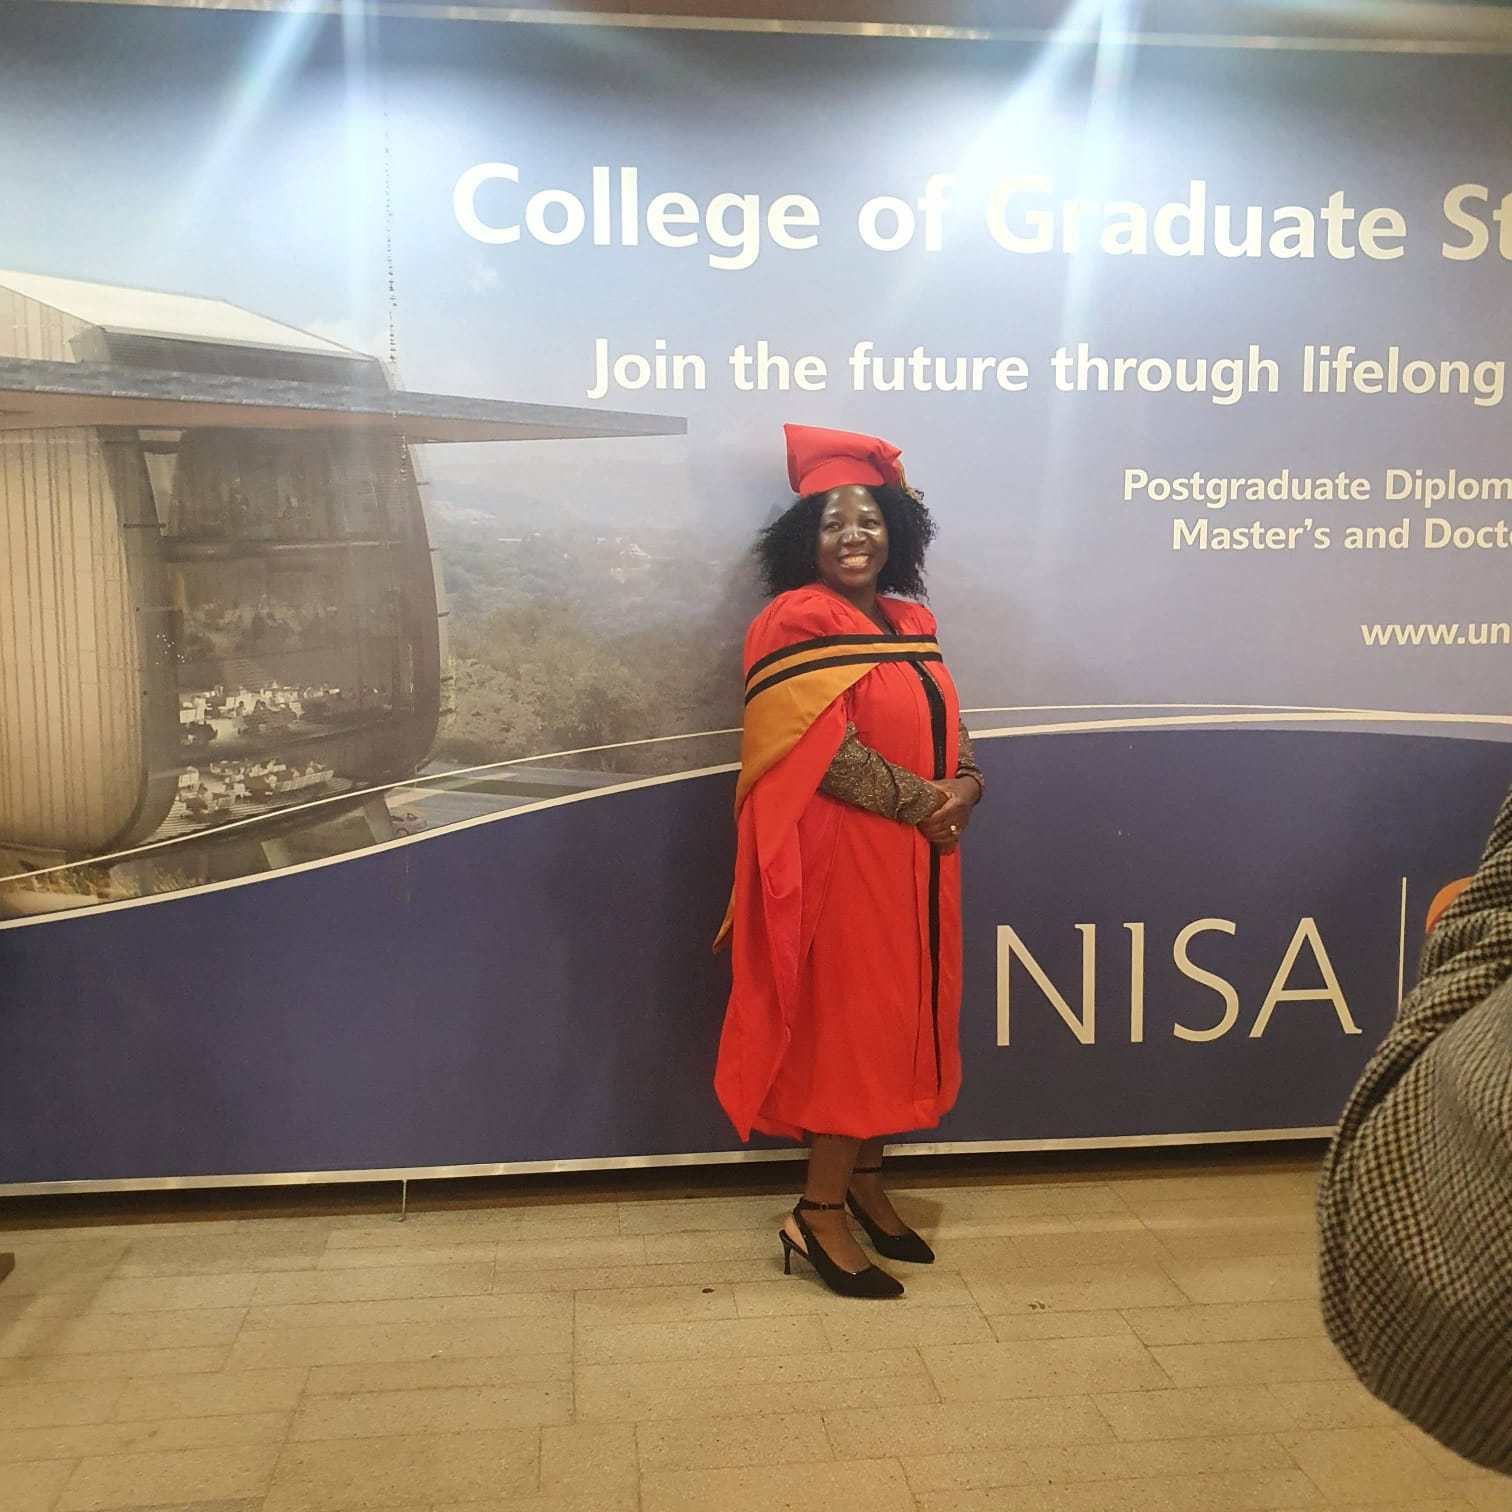 College of Graduate St
Join the future through lifelong
Postgraduate Diplom
Master's and Docto
www.un
NISA